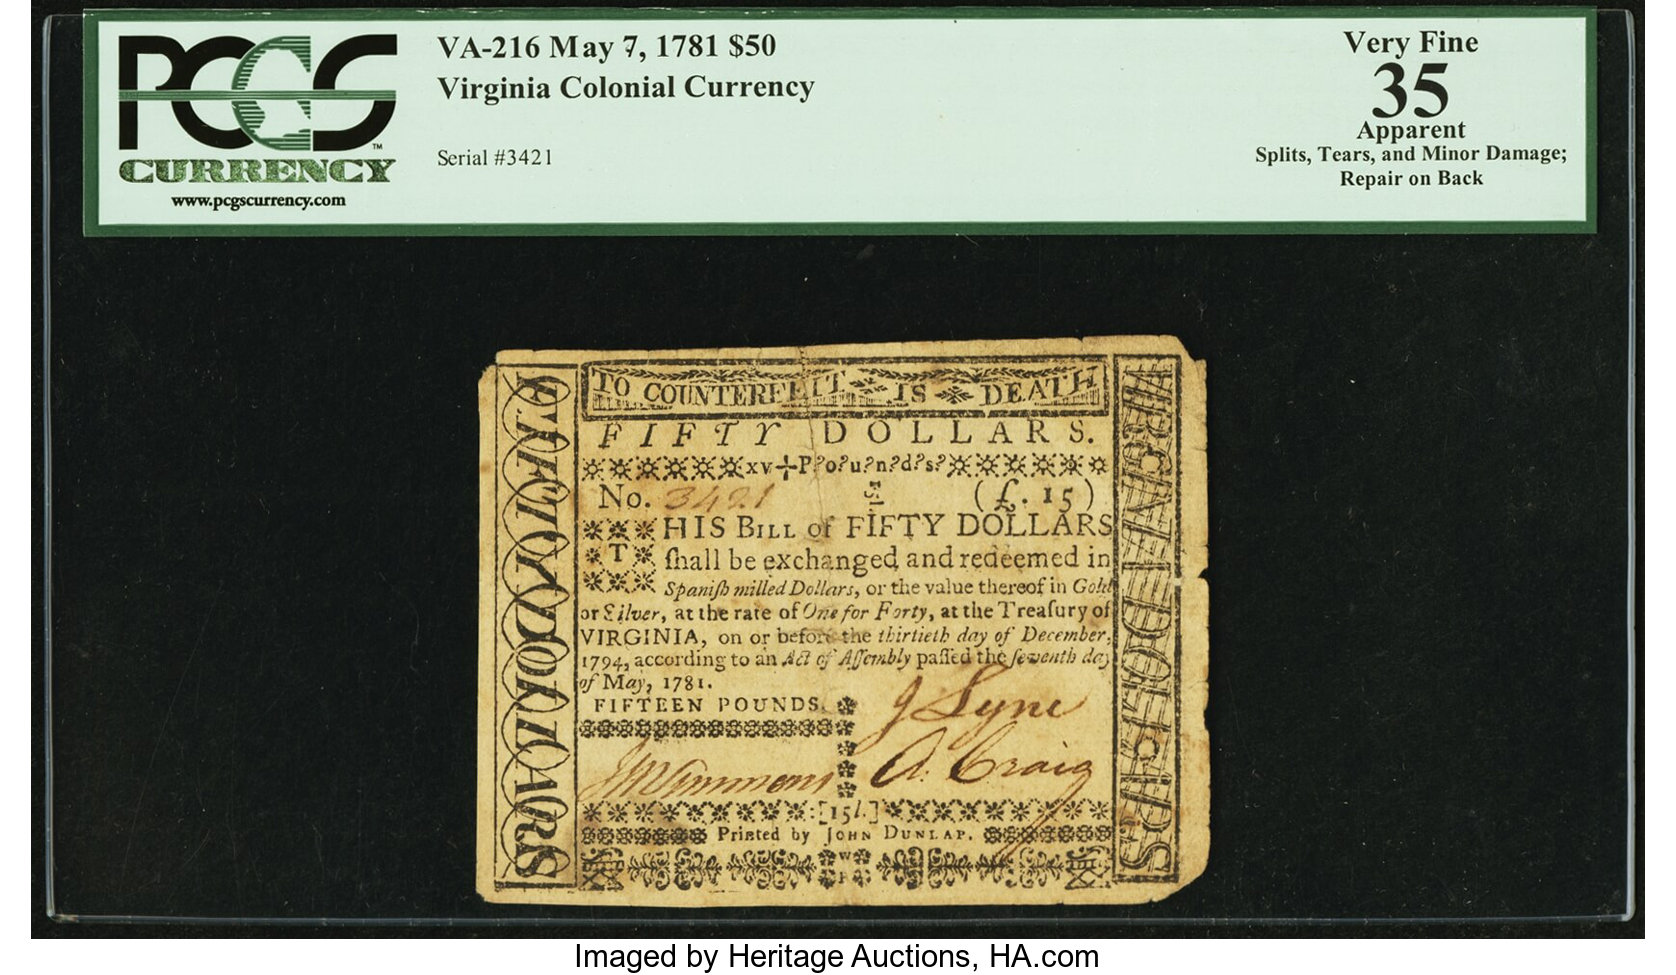 PCGS
CURRENCY
™
www.pcgscurrency.com
VA-216 May 7, 1781 $50
Virginia Colonial Currency
Serial #3421
Very Fine
35
Apparent
Splits, Tears, and Minor Damage;
Repair on Back
TO COUNTERFEIT IS DEATH
FIFTY DOLLARS.
xv P?o?u?n?d?s?
No. 3421 (£. 15)
THIS BILL of FIFTY DOLLARS
ſhall be exchanged and redeemed in
Spaniſh milled Dollars, or the value thereof in Gold
or Silver, at the rate of One for Forty, at the Treaſury of
VIRGINIA, on or before the thirtieth day of December,
1794, according to an Act of Aſſembly paſſed the ſeventh day
of May, 1781.
FIFTEEN POUNDS.
J Lyne
A. Craig
:[15l.]
Printed by JOHN DUNLAP.
FIFTY DOLLARS
VIRGINIA
Imaged by Heritage Auctions, HA.com